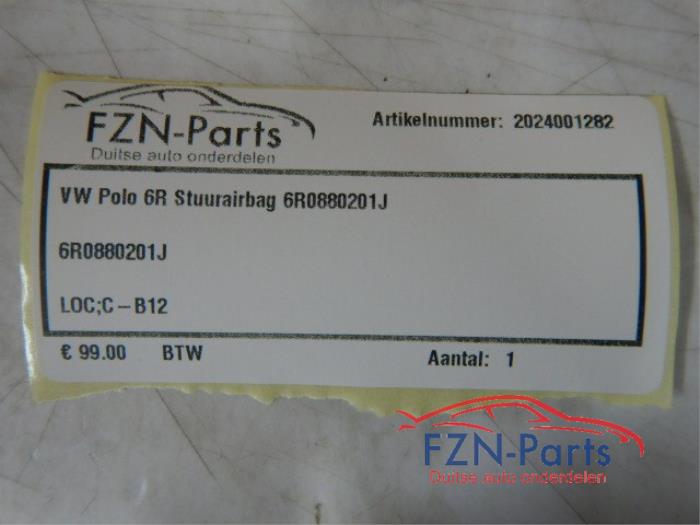 FZN-Parts
Duitse auto onderdelen
Artikelnummer: 2024001282
VW Polo 6R Stuurairbag 6R0880201J
6R0880201J
LOC;C-B12
€ 99.00 BTW Aantal: 1
FZN-Parts
Duitse auto onderdelen